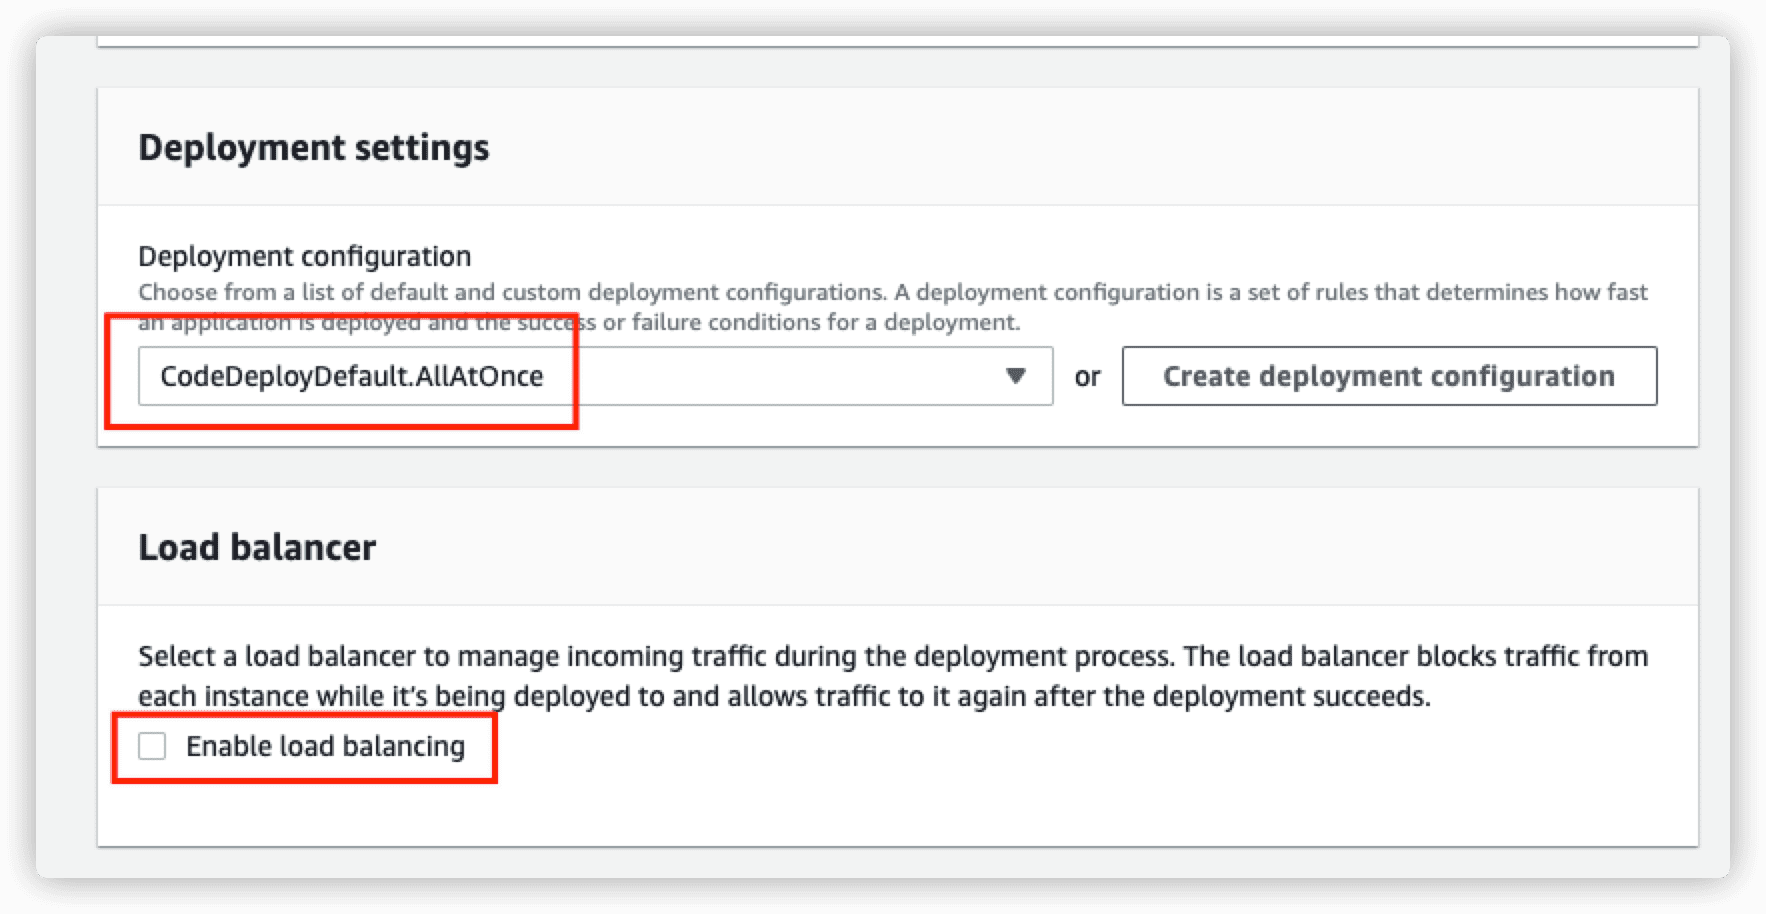 Deployment settings
Deployment configuration
Choose from a list of default and custom deployment configurations. A deployment configuration is a set of rules that determines how fast
an application is deployed and the success or failure conditions for a deployment.
CodeDeployDefault.AllAtOnce or Create deployment configuration
Load balancer
Select a load balancer to manage incoming traffic during the deployment process. The load balancer blocks traffic from
each instance while it's being deployed to and allows traffic to it again after the deployment succeeds.
Enable load balancing